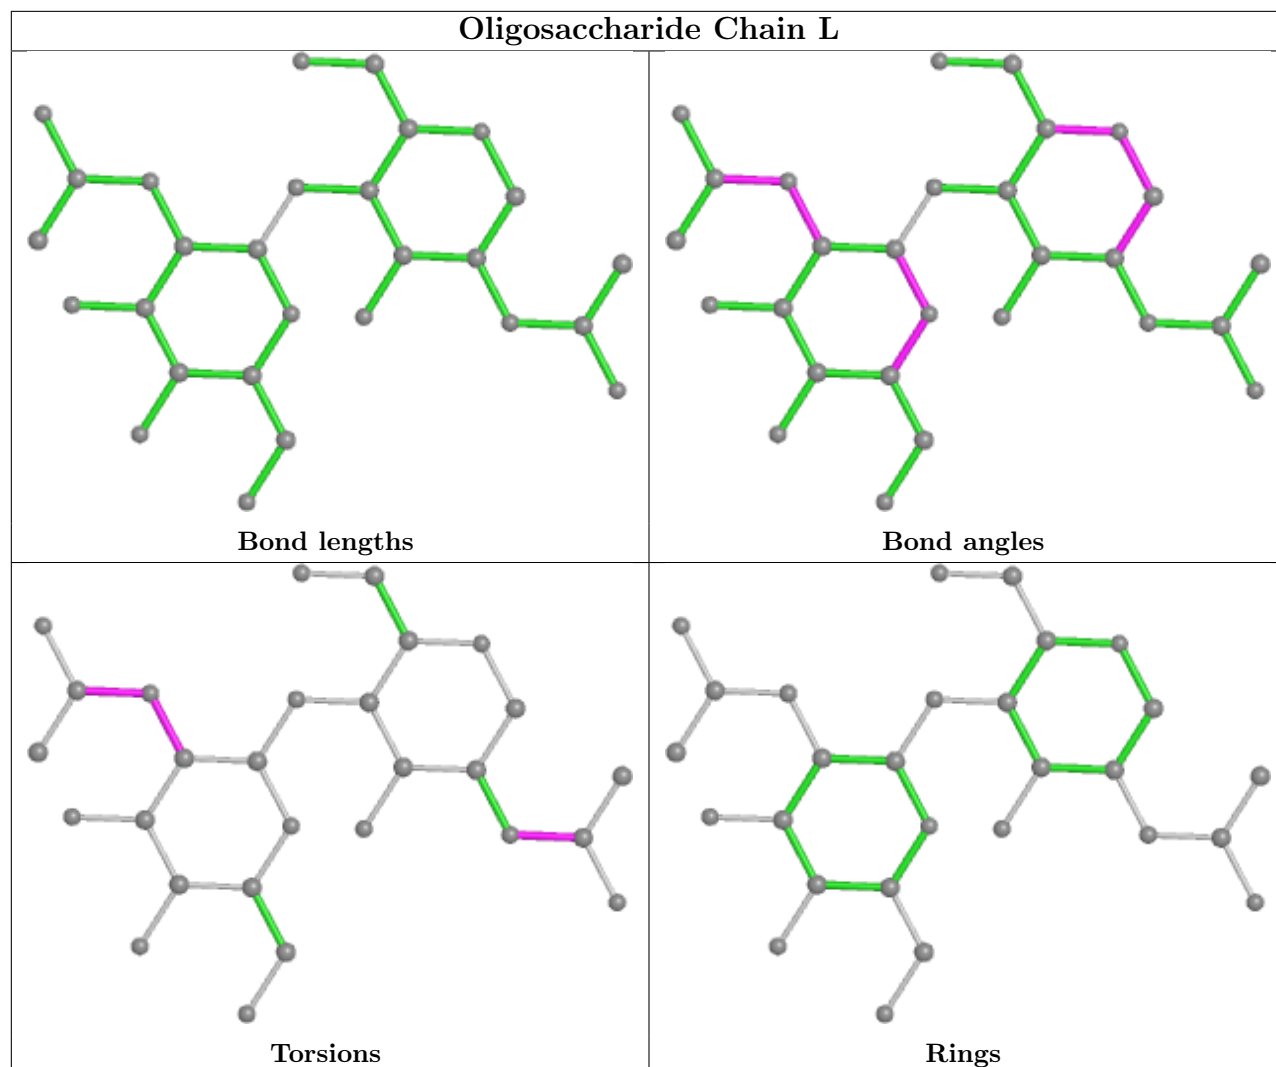 Oligosaccharide Chain L
Bond lengths
Bond angles
Torsions
Rings